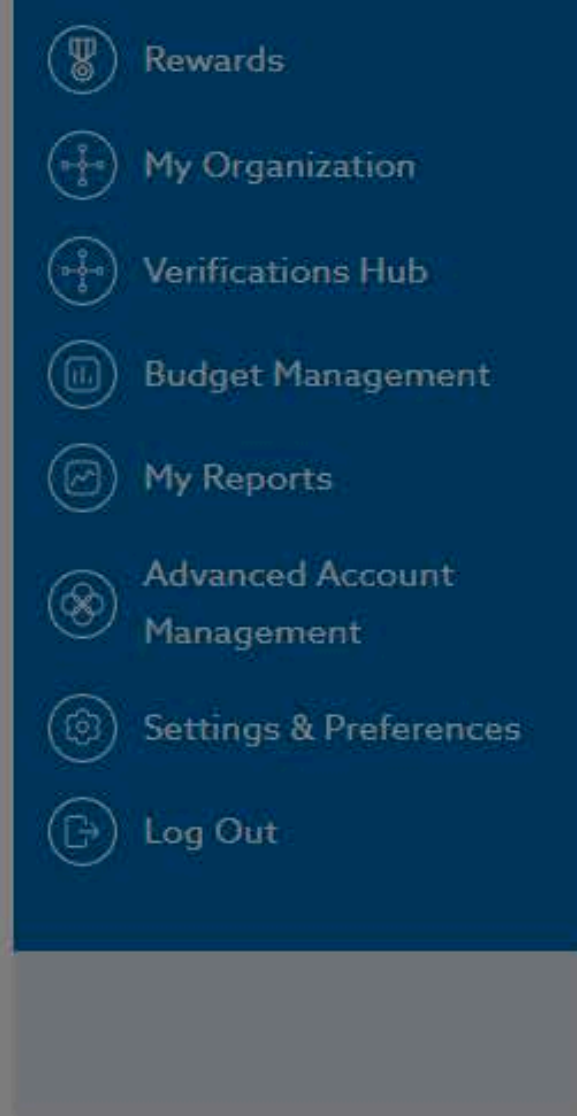 Rewards
My Organization
Verifications Hub
Budget Management
My Reports
Advanced Account
Management
Settings & Preferences
Log Out